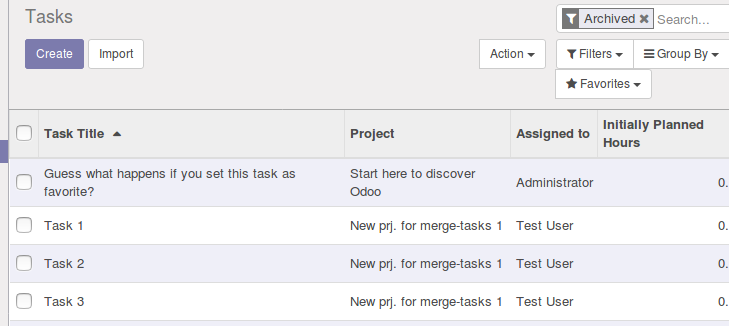 Tasks
Archived
Search...
Create
Import
Action
Filters
Group By
Favorites
Task Title Project Assigned to Initially Planned Hours
Guess what happens if you set this task as favorite? Start here to discover Odoo Administrator 0.
Task 1 New prj. for merge-tasks 1 Test User 0.
Task 2 New prj. for merge-tasks 1 Test User 0.
Task 3 New prj. for merge-tasks 1 Test User 0.